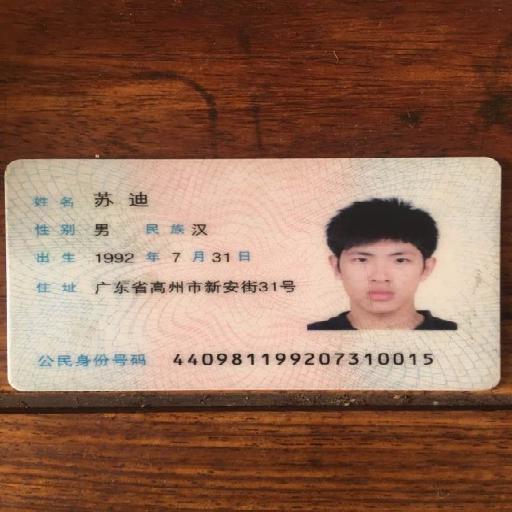 姓名 苏迪
性别 男 民族 汉
出生 1992 年 7 月 31 日
住址 广东省高州市新安街31号
公民身份号码 440981199207310015